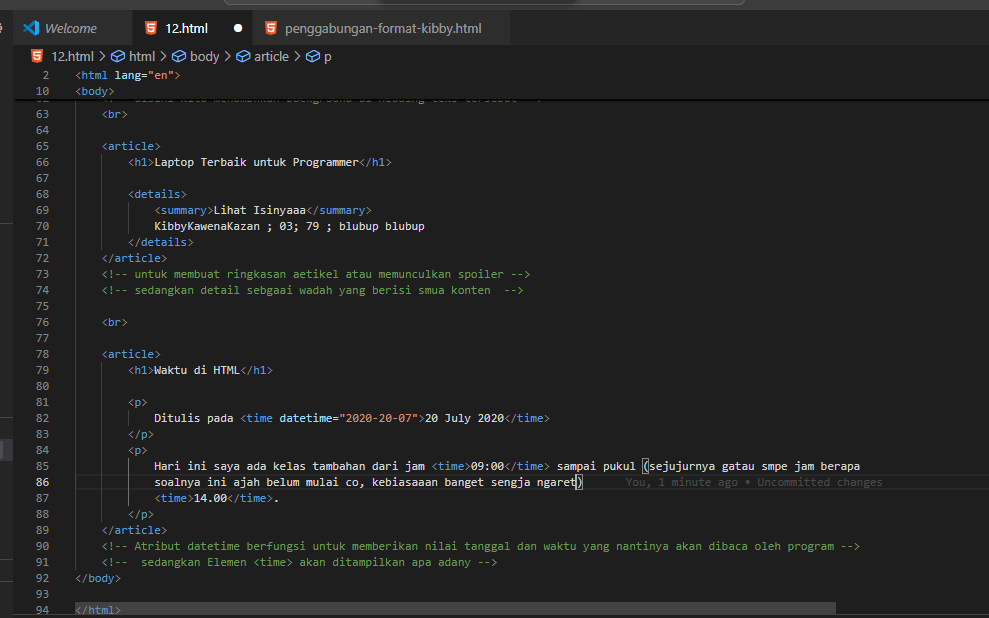 Welcome
12.html
penggabungan-format-kibby.html
12.html > html > body > article > p
2 <html lang="en">
10 <body>
63 <br>
64
65 <article>
66 <h1>Laptop Terbaik untuk Programmer</h1>
67
68 <details>
69 <summary>Lihat Isinyaaa</summary>
70 KibbyKawenaKazan ; 03; 79 ; blubup blubup
71 </details>
72 </article>
73 <!-- untuk membuat ringkasan aetikel atau memunculkan spoiler -->
74 <!-- sedangkan detail sebgaai wadah yang berisi smua konten  -->
75
76 <br>
77
78 <article>
79 <h1>Waktu di HTML</h1>
80
81 <p>
82 Ditulis pada <time datetime="2020-20-07">20 July 2020</time>
83 </p>
84 <p>
85 Hari ini saya ada kelas tambahan dari jam <time>09:00</time> sampai pukul (sejujurnya gatau smpe jam berapa
86 soalnya ini ajah belum mulai co, kebiasaaan banget sengja ngaret) You, 1 minute ago • Uncommitted changes
87 <time>14.00</time>.
88 </p>
89 </article>
90 <!-- Atribut datetime berfungsi untuk memberikan nilai tanggal dan waktu yang nantinya akan dibaca oleh program -->
91 <!--  sedangkan Elemen <time> akan ditampilkan apa adany -->
92 </body>
93
94 </html>